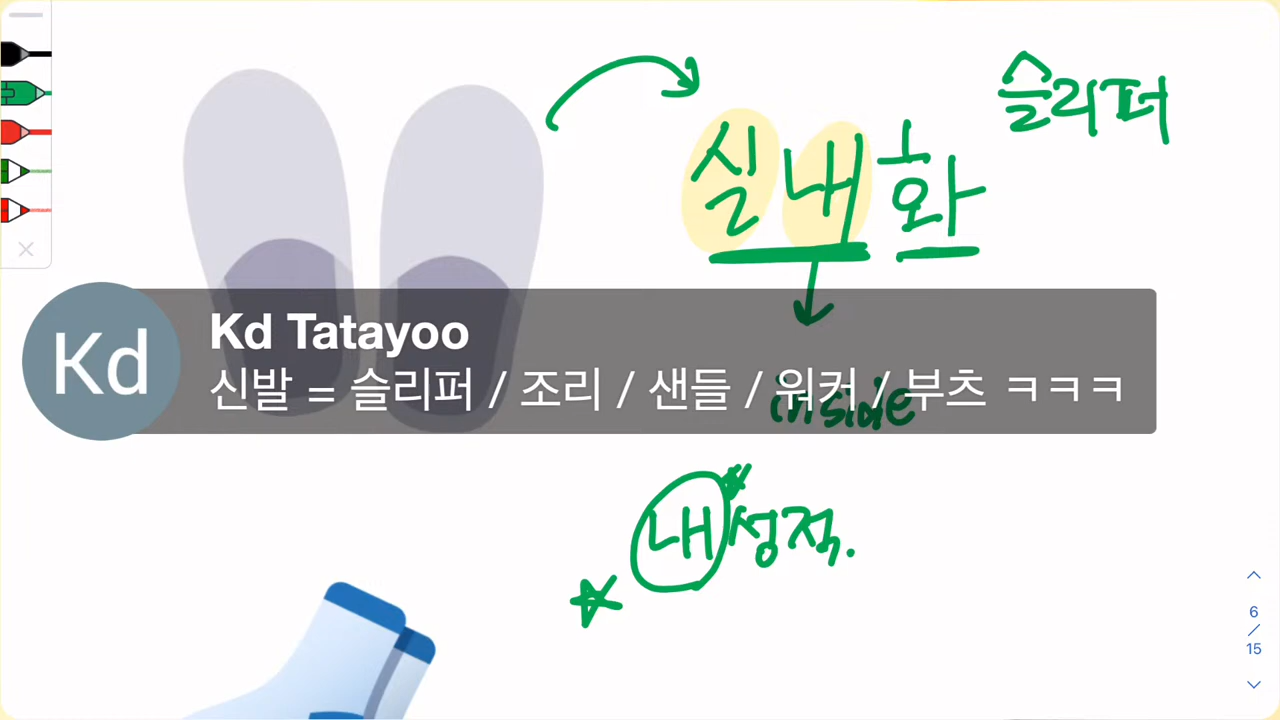 슬리퍼
실내화
Kd
Kd Tatayoo
신발 = 슬리퍼 / 조리 / 샌들 / 워커 / 부츠 ㅋㅋㅋ
inside
내성적.
6
/
15